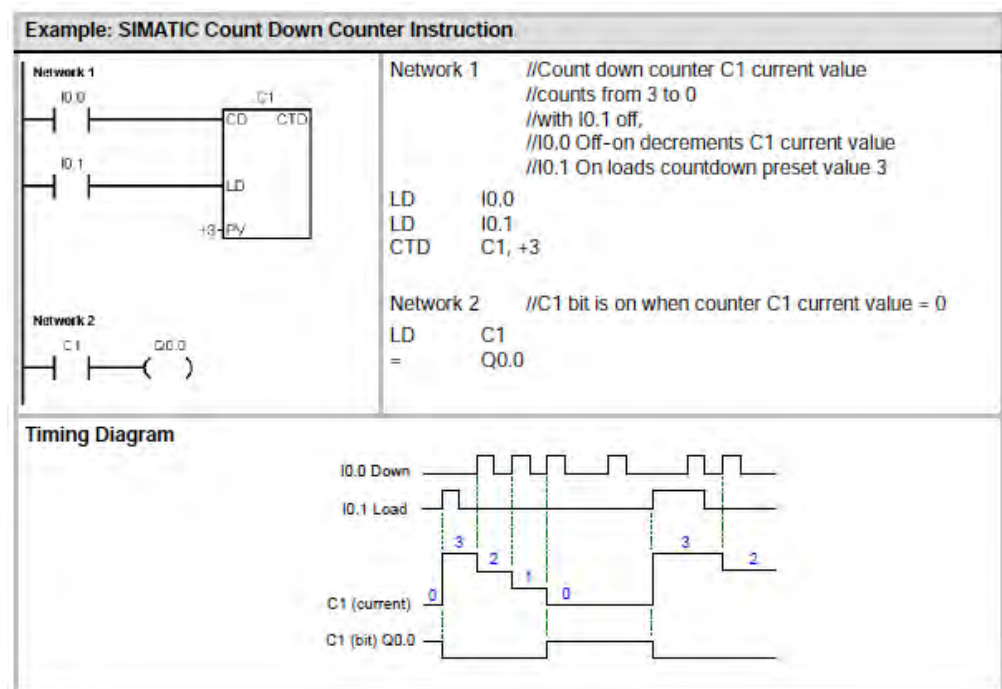 Example: SIMATIC Count Down Counter Instruction
Network 1
I0.0
C1
CD CTD
I0.1
LD
+3 PV
Network 2
C1 Q0.0
Network 1 //Count down counter C1 current value
//counts from 3 to 0
//with I0.1 off,
//I0.0 Off-on decrements C1 current value
//I0.1 On loads countdown preset value 3
LD I0.0
LD I0.1
CTD C1, +3
Network 2 //C1 bit is on when counter C1 current value = 0
LD C1
= Q0.0
Timing Diagram
I0.0 Down
I0.1 Load
3
2
1
0
0
3
2
C1 (current)
C1 (bit) Q0.0